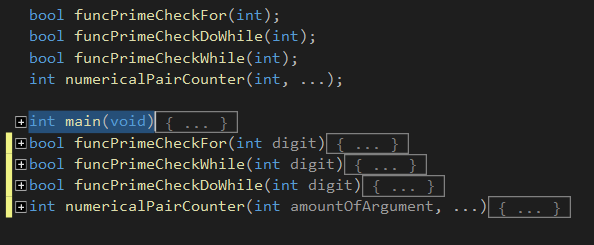 bool funcPrimeCheckFor(int);
bool funcPrimeCheckDoWhile(int);
bool funcPrimeCheckWhile(int);
int numericalPairCounter(int, ...);
int main(void) { ... }
bool funcPrimeCheckFor(int digit) { ... }
bool funcPrimeCheckWhile(int digit) { ... }
bool funcPrimeCheckDoWhile(int digit) { ... }
int numericalPairCounter(int amountOfArgument, ...) { ... }